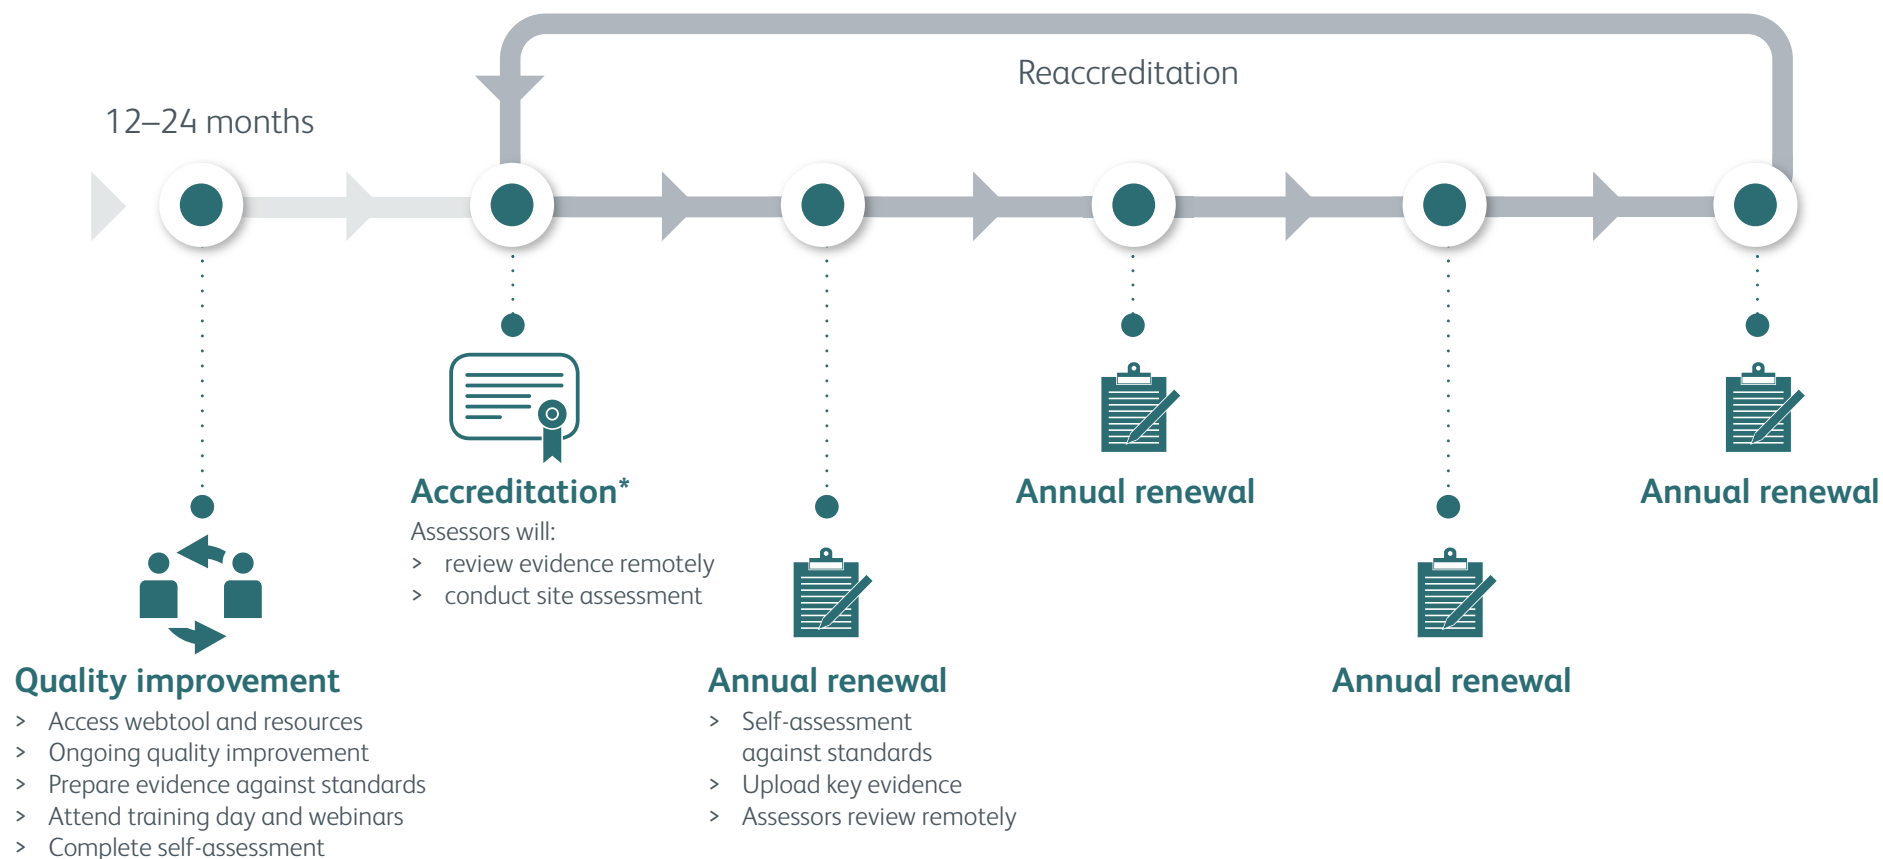 Reaccreditation
12–24 months
Accreditation*
Assessors will:
> review evidence remotely
> conduct site assessment
Annual renewal
Annual renewal
Quality improvement
> Access webtool and resources
> Ongoing quality improvement
> Prepare evidence against standards
> Attend training day and webinars
> Complete self-assessment
Annual renewal
> Self-assessment
against standards
> Upload key evidence
> Assessors review remotely
Annual renewal